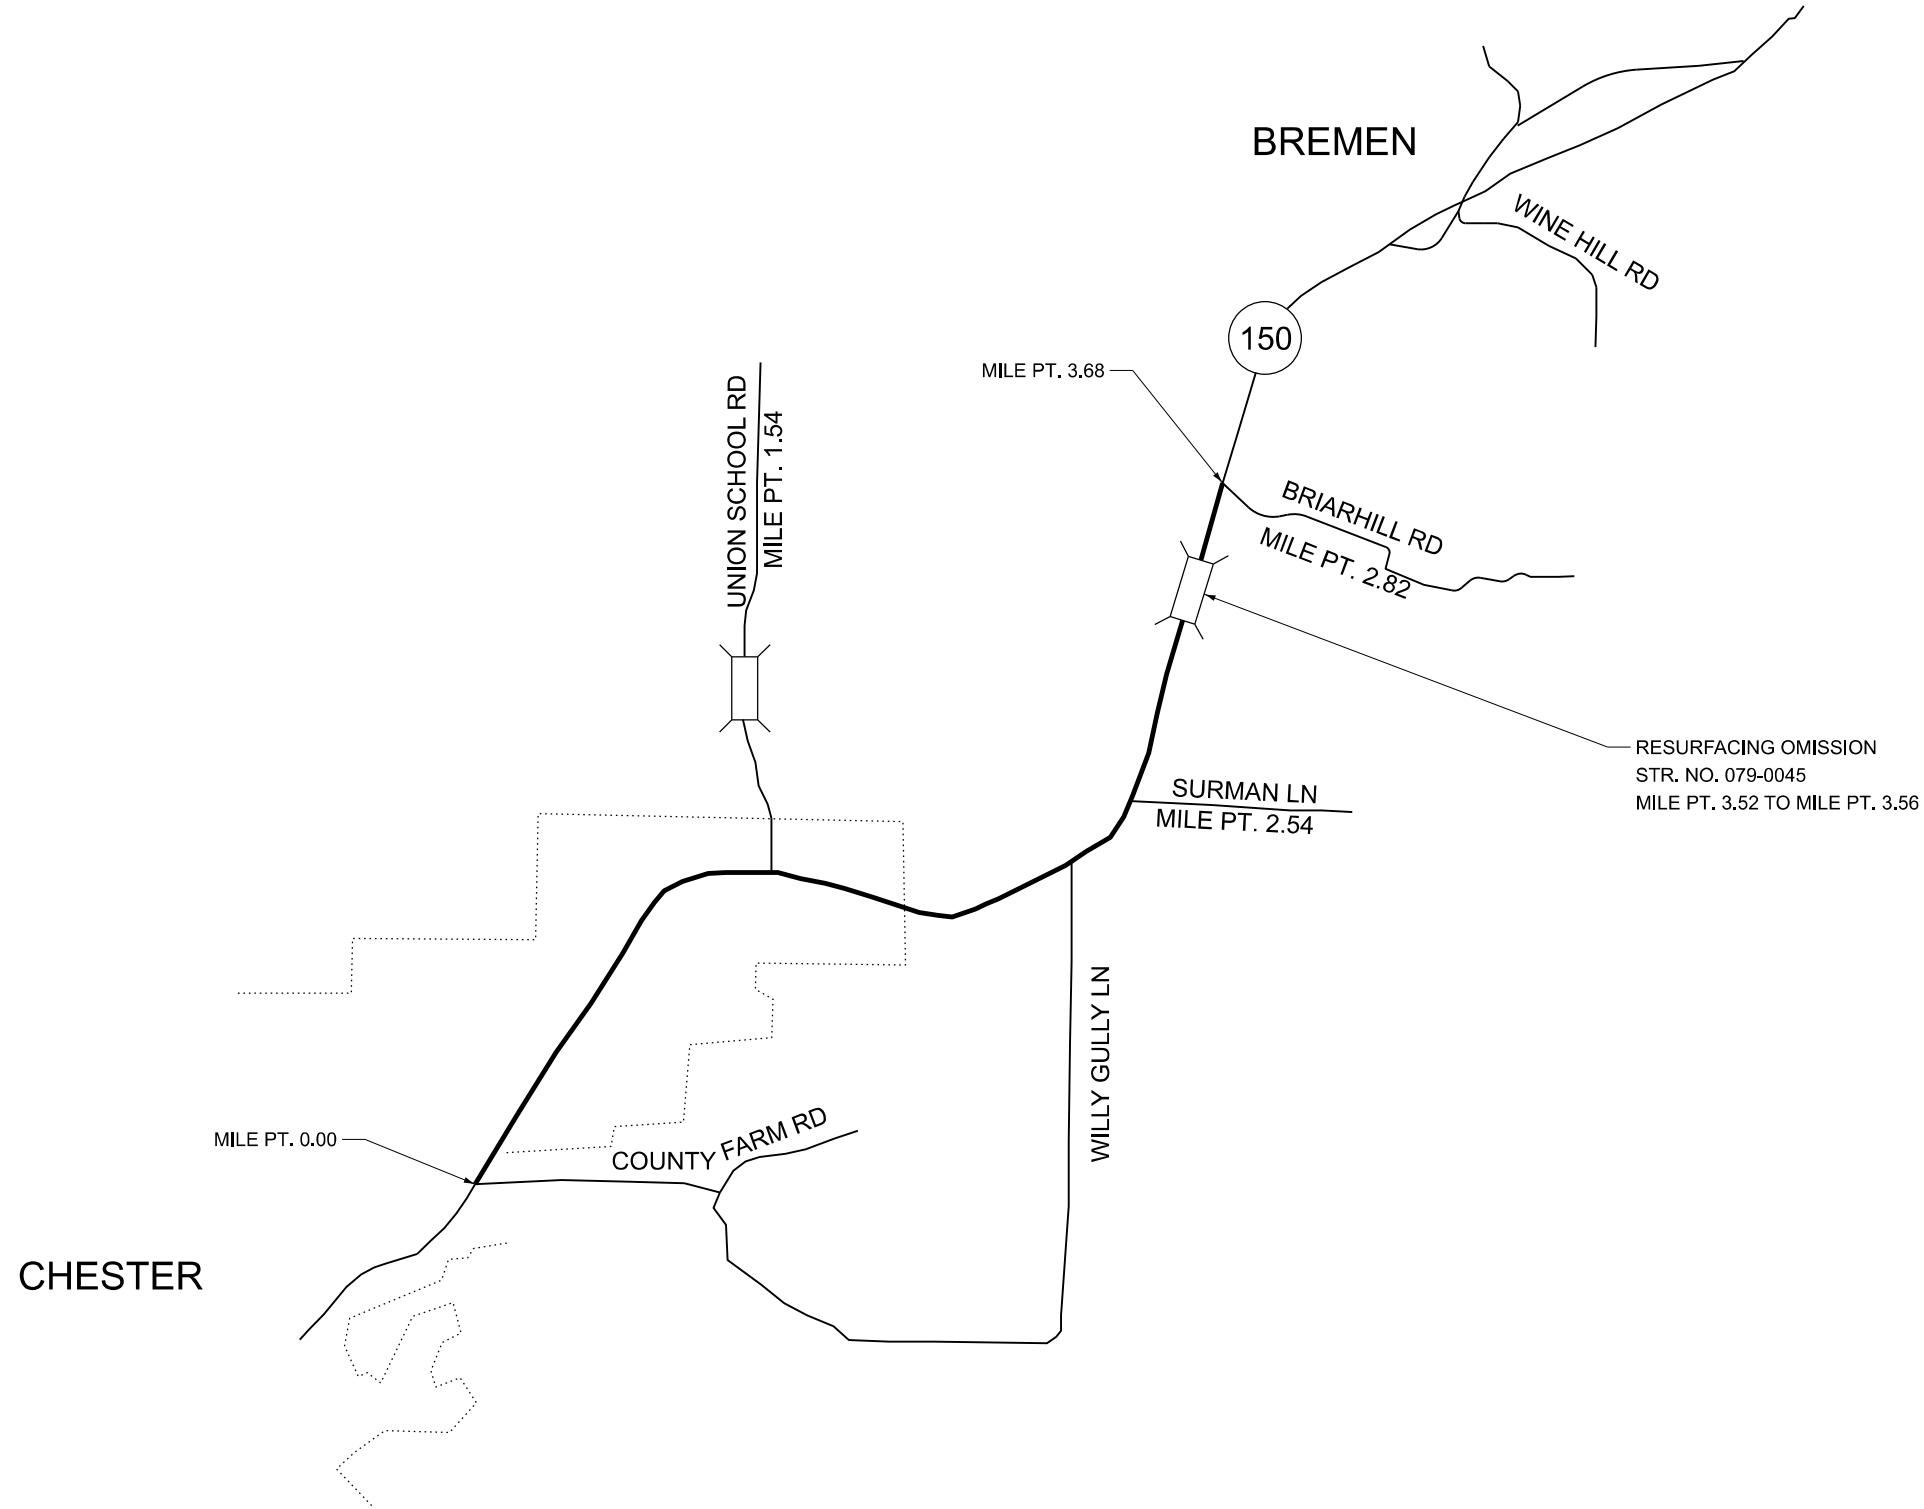 BREMEN
WINE HILL RD
150
MILE PT. 3.68
UNION SCHOOL RD
MILE PT. 1.54
BRIARHILL RD
MILE PT. 2.82
RESURFACING OMISSION
STR. NO. 079-0045
MILE PT. 3.52 TO MILE PT. 3.56
SURMAN LN
MILE PT. 2.54
WILLY GULLY LN
MILE PT. 0.00
COUNTY FARM RD
CHESTER